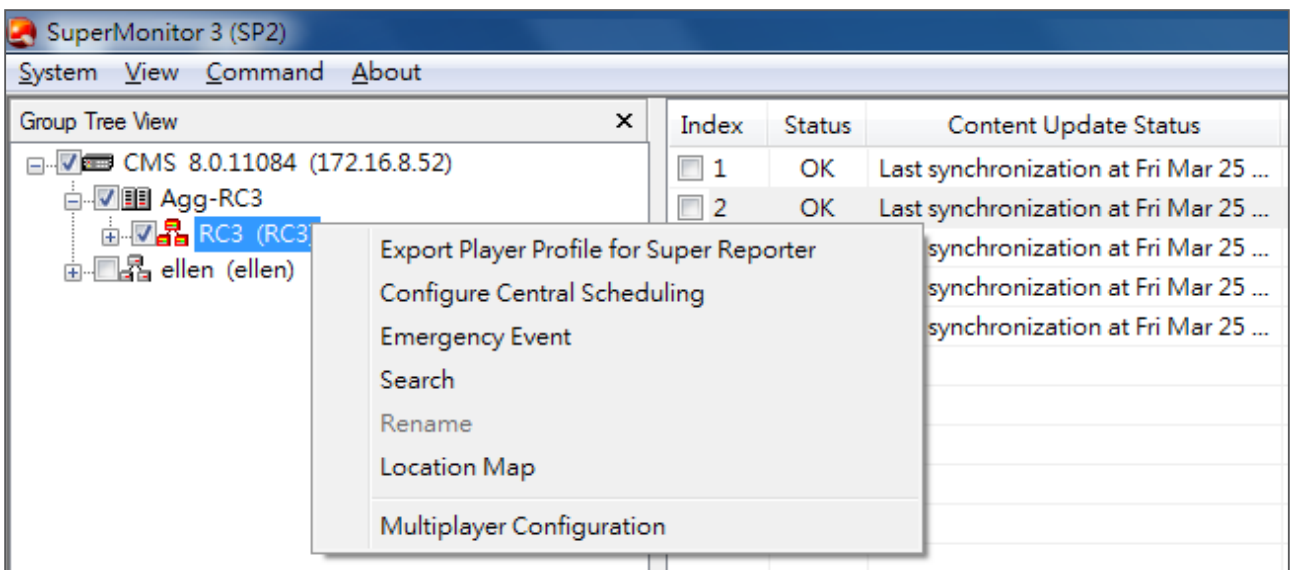 SuperMonitor 3 (SP2)
System View Command About
Group Tree View ×
Index Status Content Update Status
CMS 8.0.11084 (172.16.8.52)
1 OK Last synchronization at Fri Mar 25 ...
Agg-RC3
2 OK Last synchronization at Fri Mar 25 ...
RC3 (RC3)
ellen (ellen)
Export Player Profile for Super Reporter
synchronization at Fri Mar 25 ...
Configure Central Scheduling
synchronization at Fri Mar 25 ...
Emergency Event
synchronization at Fri Mar 25 ...
Search
Rename
Location Map
Multiplayer Configuration